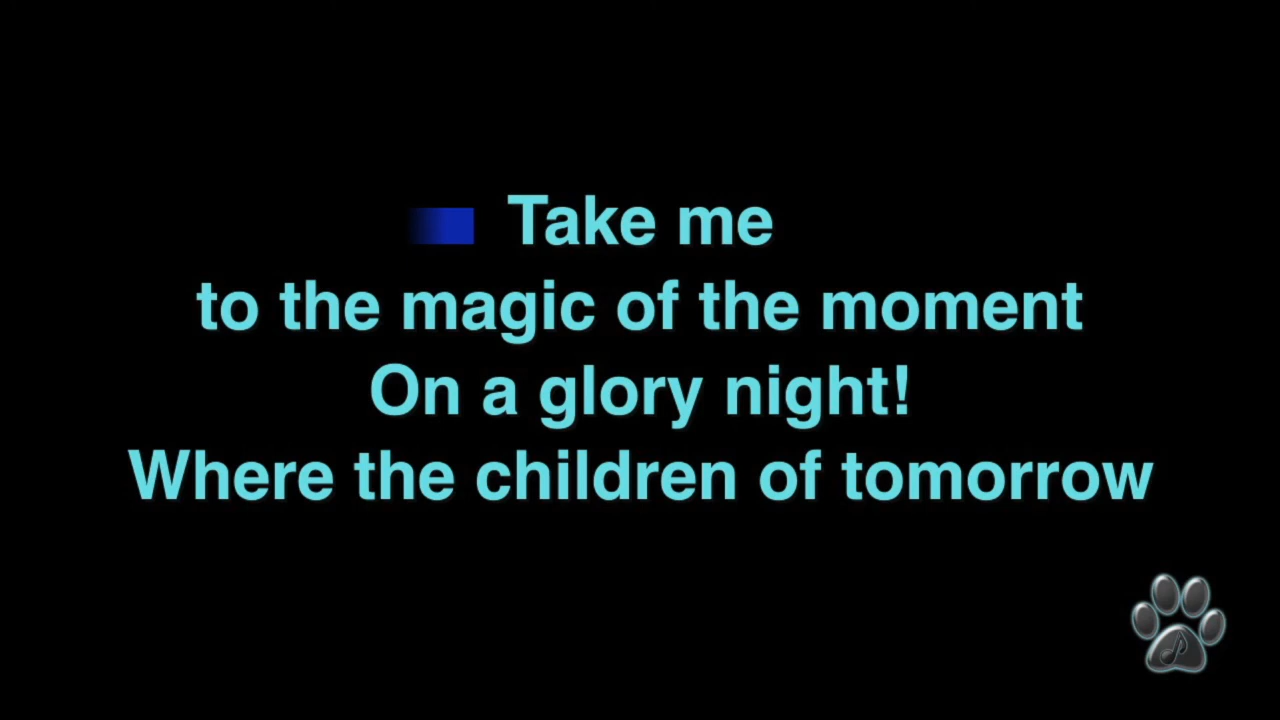 Take me
to the magic of the moment
On a glory night!
Where the children of tomorrow